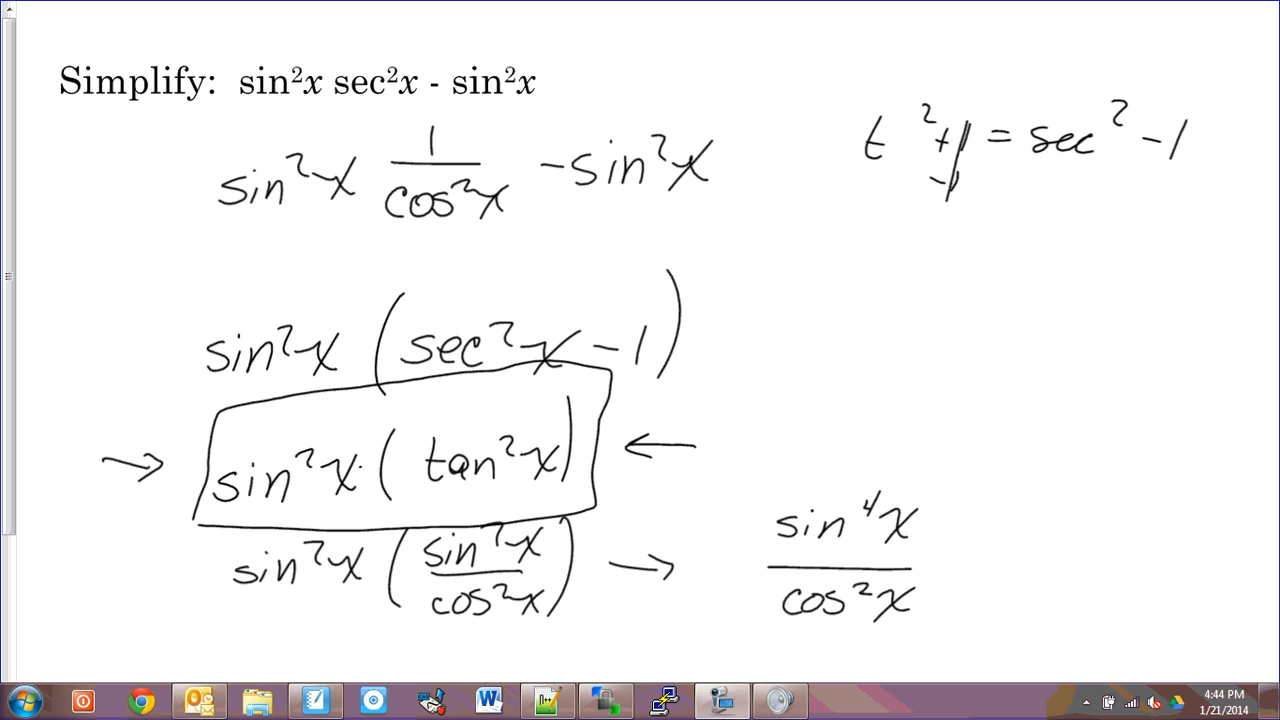 Simplify: sin²x sec²x - sin²x
t² + 1 = sec² - 1
-1
sin²x 1/cos²x - sin²x
sin²x (sec²x - 1)
→ sin²x · (tan²x) ←
sin²x (sin²x/cos²x) → sin⁴x/cos²x
4:44 PM
1/21/2014